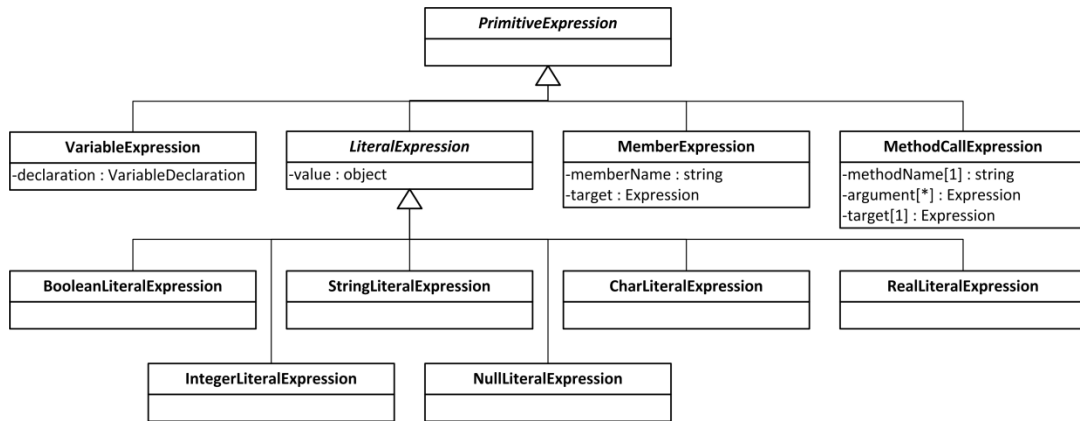 PrimitiveExpression
VariableExpression
-declaration : VariableDeclaration
LiteralExpression
-value : object
MemberExpression
-memberName : string
-target : Expression
MethodCallExpression
-methodName[1] : string
-argument[*] : Expression
-target[1] : Expression
BooleanLiteralExpression
StringLiteralExpression
CharLiteralExpression
RealLiteralExpression
IntegerLiteralExpression
NullLiteralExpression